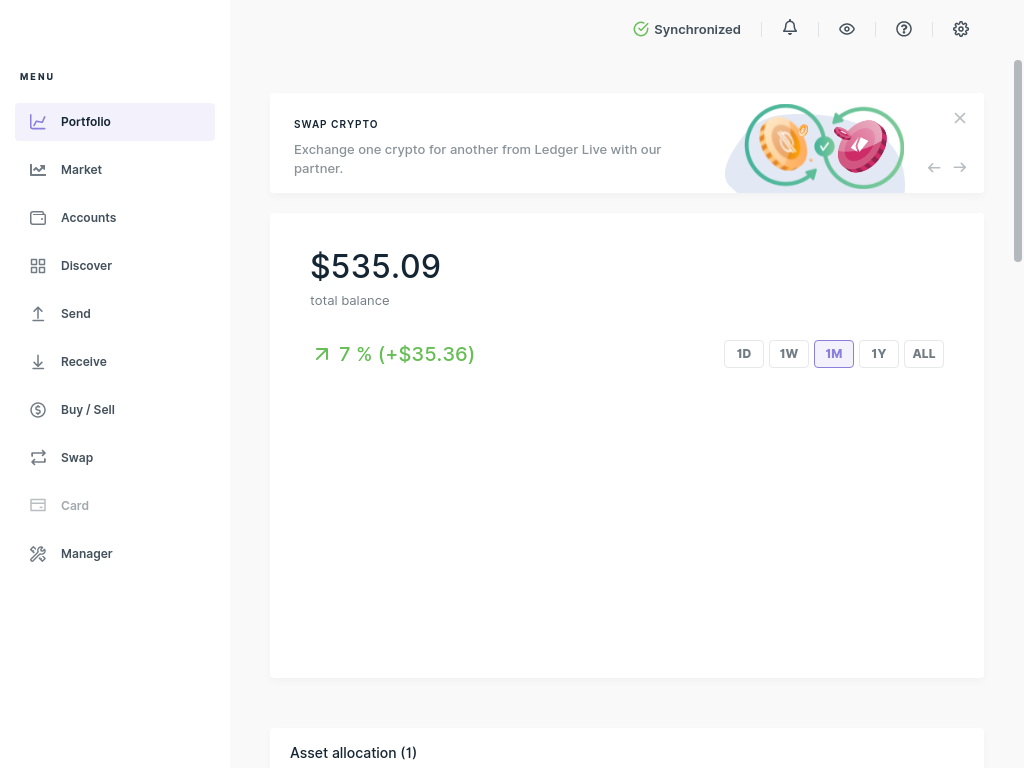 Synchronized
MENU
Portfolio
Market
Accounts
Discover
Send
Receive
Buy / Sell
Swap
Card
Manager
SWAP CRYPTO
Exchange one crypto for another from Ledger Live with our
partner.
$535.09
total balance
7 % (+$35.36)
1D 1W 1M 1Y ALL
Asset allocation (1)